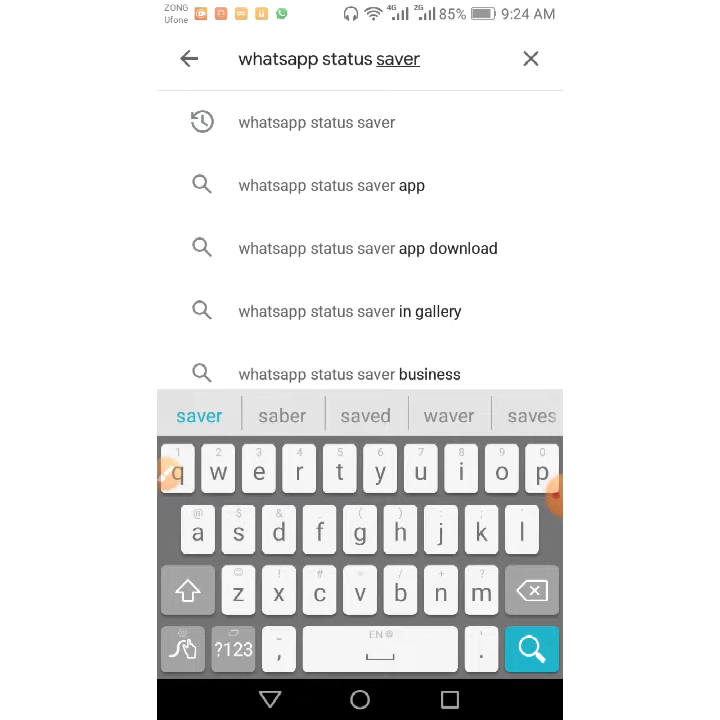 ZONG
Ufone
4G 2G 85% 9:24 AM
whatsapp status saver
whatsapp status saver
whatsapp status saver app
whatsapp status saver app download
whatsapp status saver in gallery
whatsapp status saver business
saver saber saved waver saves
1 2 3 4 5 6 7 8 9 0
q w e r t y u i o p
@ $ & _ ( ) : ; "
a s d f g h j k l
! # = / + ?
z x c v b n m
EN
?123 , .